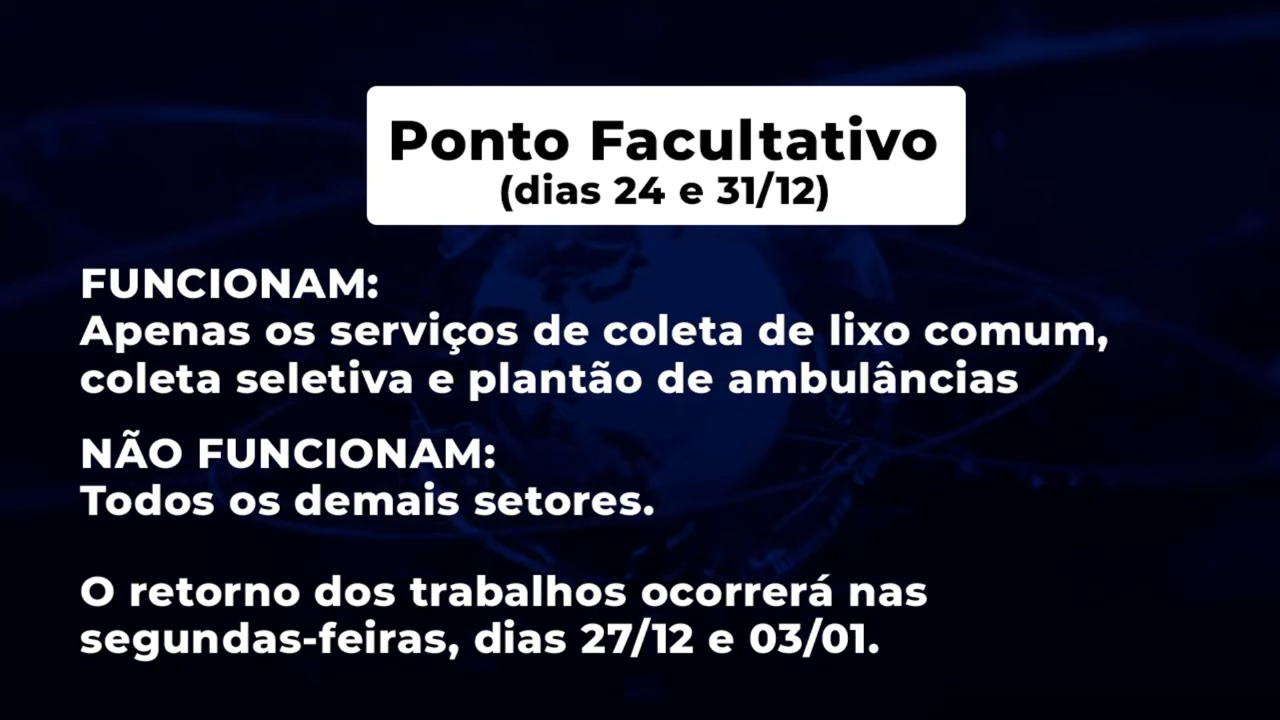 Ponto Facultativo
(dias 24 e 31/12)
FUNCIONAM:
Apenas os serviços de coleta de lixo comum,
coleta seletiva e plantão de ambulâncias
NÃO FUNCIONAM:
Todos os demais setores.
O retorno dos trabalhos ocorrerá nas
segundas-feiras, dias 27/12 e 03/01.